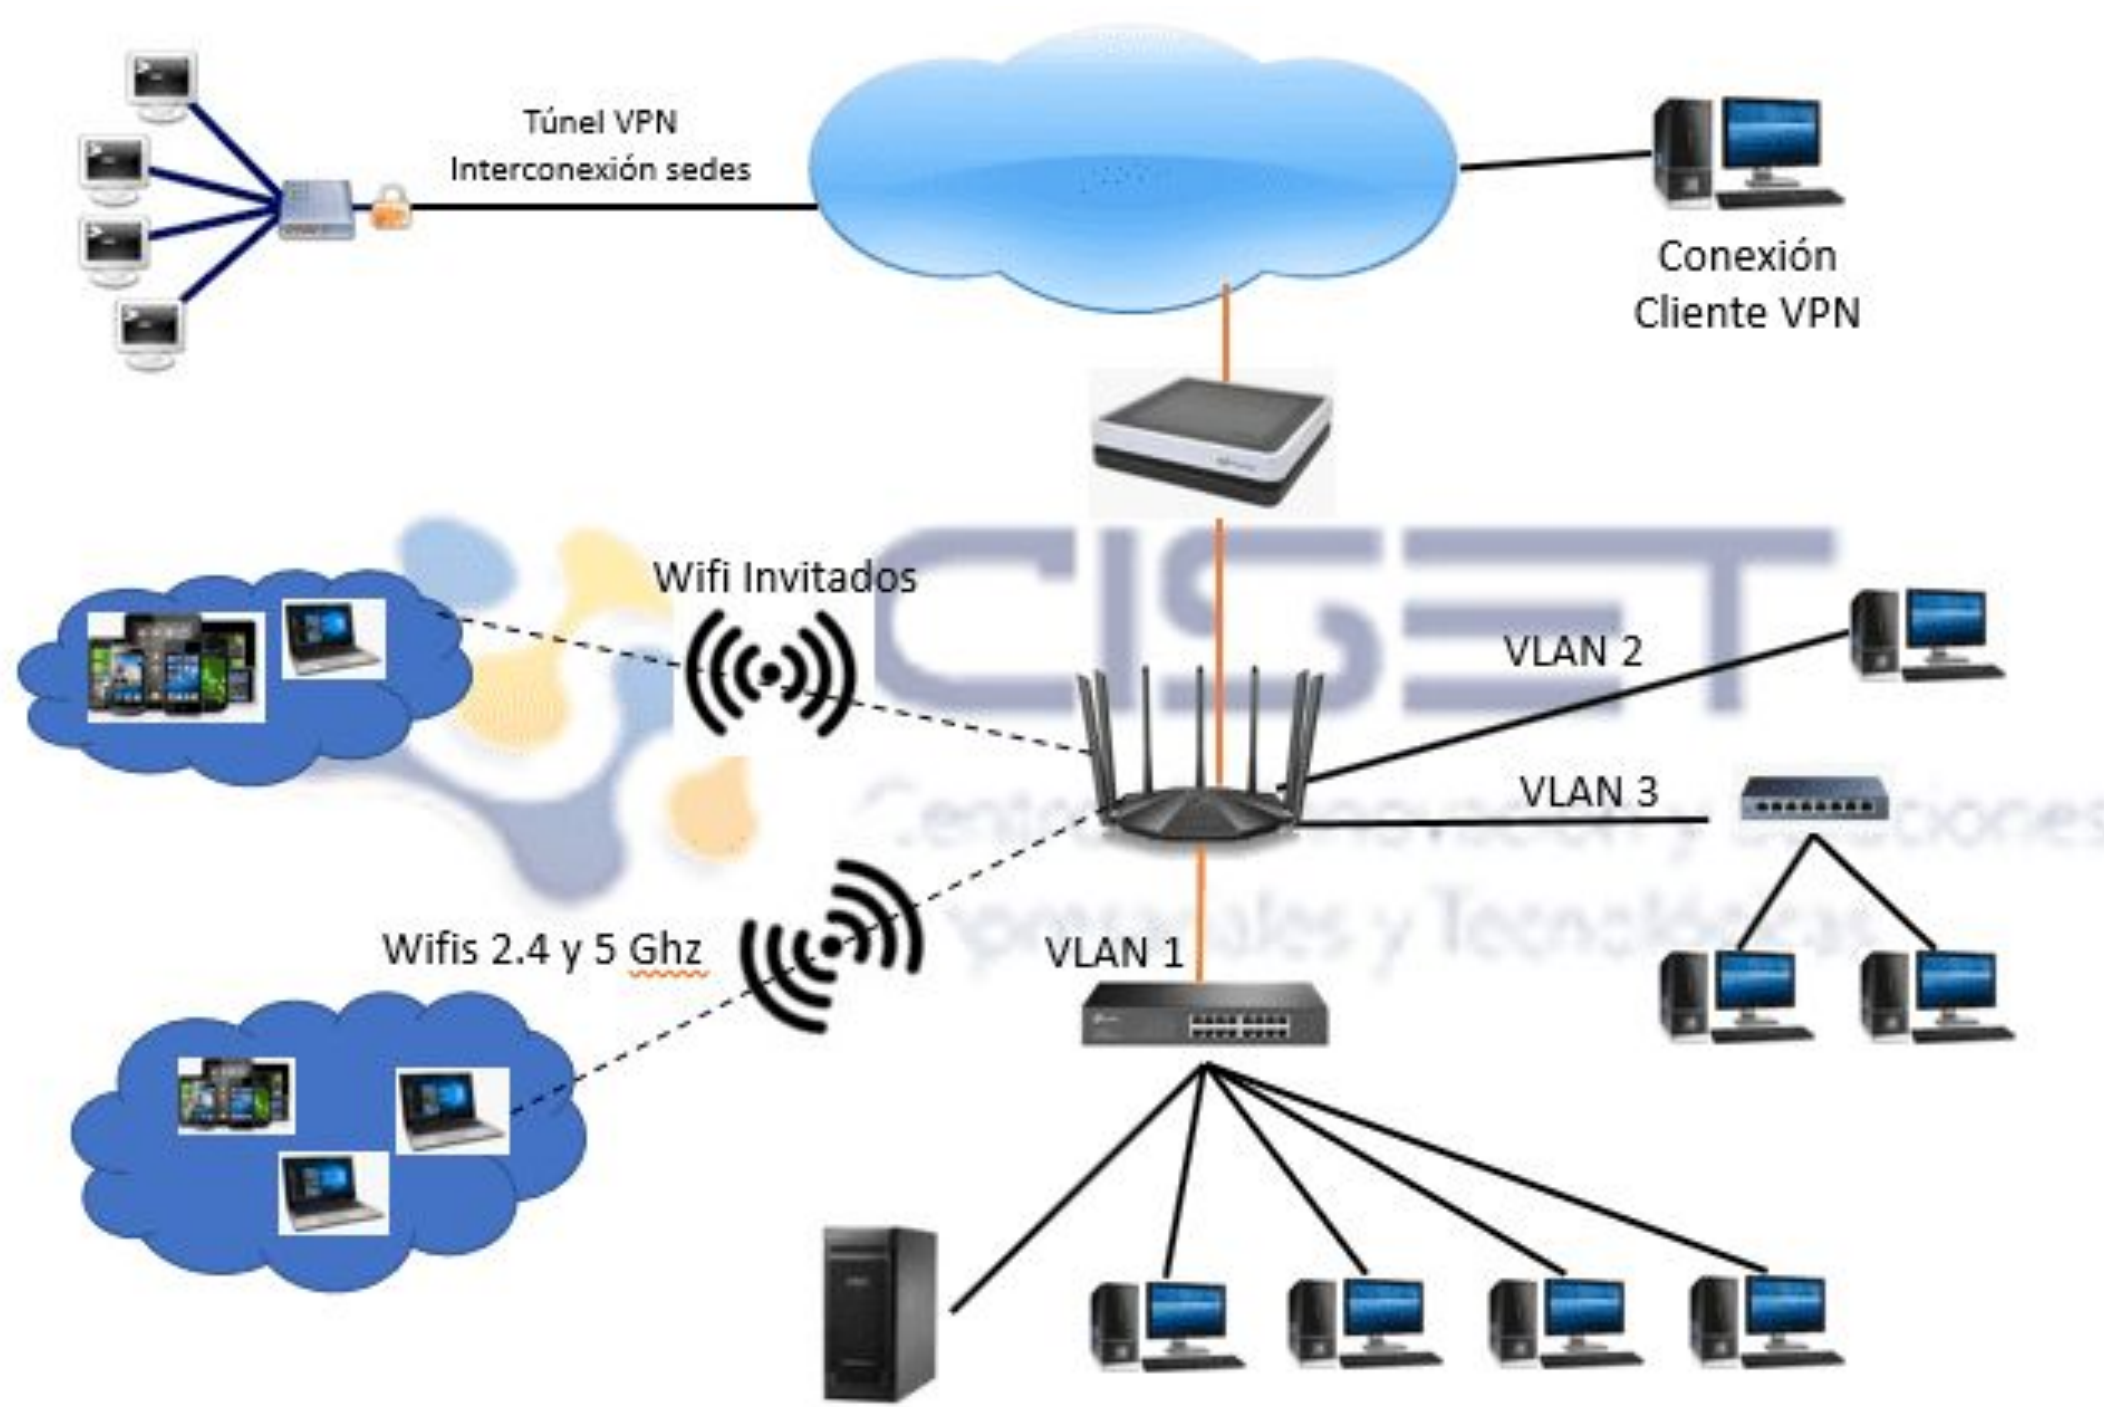 Túnel VPN
Interconexión sedes
Conexión
Cliente VPN
Wifi Invitados
CISET
VLAN 2
VLAN 3
Wifis 2.4 y 5 Ghz
VLAN 1
y Tecnológicas